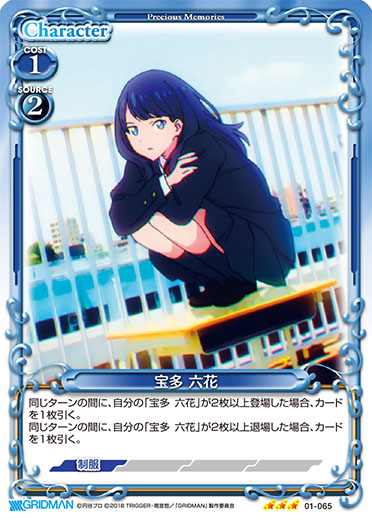 Precious Memories
Character
COST
1
SOURCE
2
宝多 六花
同じターンの間に、自分の「宝多 六花」が2枚以上登場した場合、カード
を1枚引く。
同じターンの間に、自分の「宝多 六花」が2枚以上退場した場合、カード
を1枚引く。
制服
GRIDMAN
©円谷プロ ©2018 TRIGGER・雨宮哲/「GRIDMAN」製作委員会
01-065